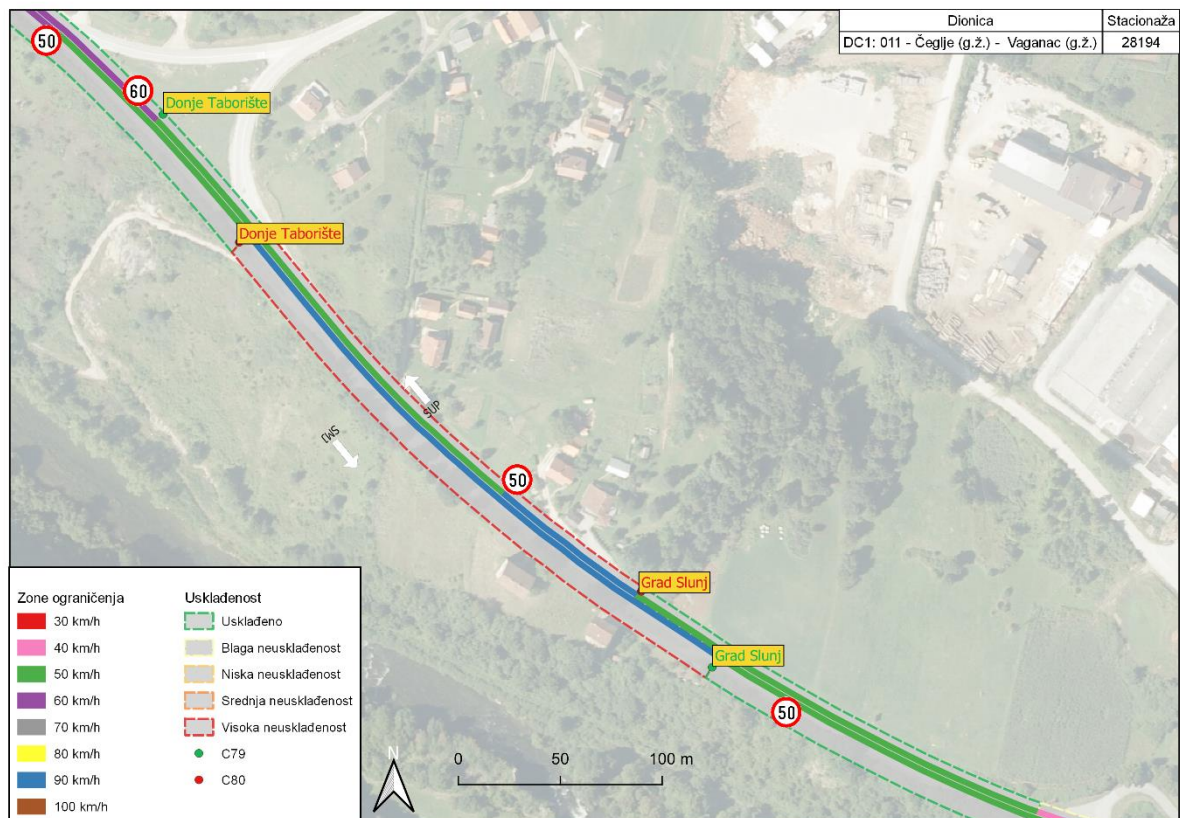 Dionica
Stacionaža
DC1: 011 - Čeglje (g.ž.) - Vaganac (g.ž.)
28194
50
60
Donje Taborište
Donje Taborište
SUP
SMJ
50
Grad Slunj
Grad Slunj
50
Zone ograničenja
30 km/h
40 km/h
50 km/h
60 km/h
70 km/h
80 km/h
90 km/h
100 km/h
Usklađenost
Usklađeno
Blaga neusklađenost
Niska neusklađenost
Srednja neusklađenost
Visoka neusklađenost
C79
C80
N
0 50 100 m